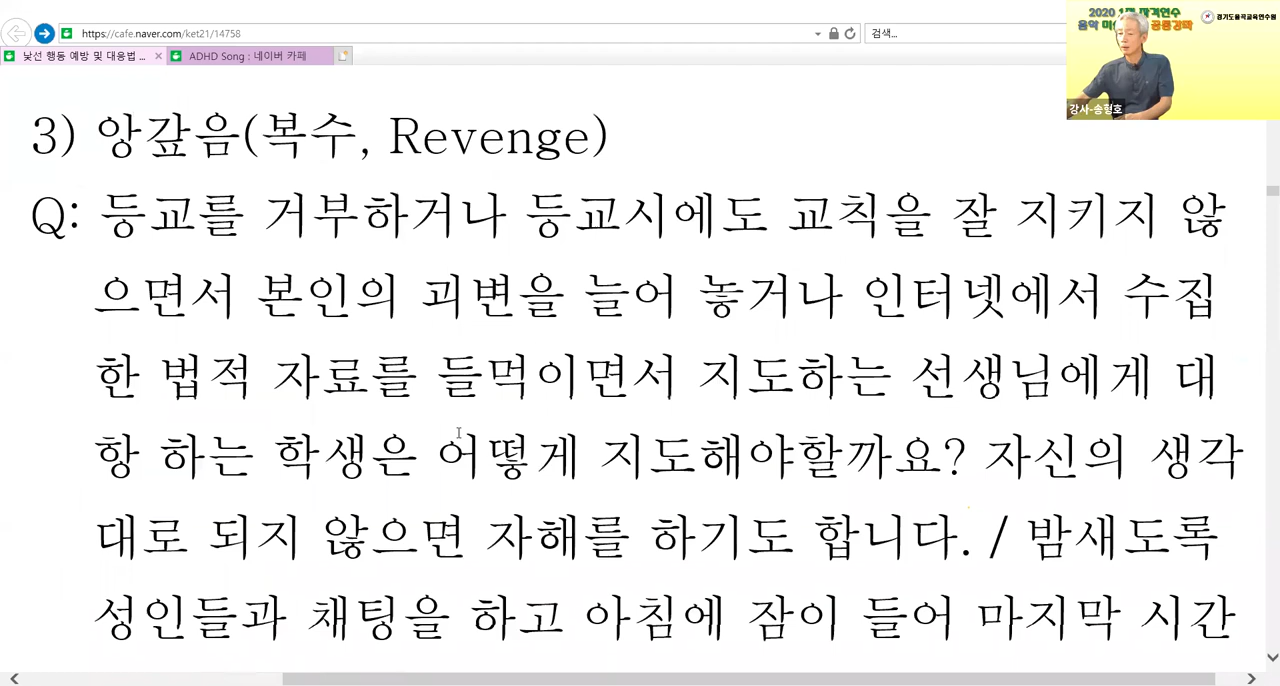 https://cafe.naver.com/ket21/14758
검색...
낯선 행동 예방 및 대응법 ...
ADHD Song : 네이버 카페
2020 1정 자격연수
경기도율곡교육연수원
강사-송형호
3) 앙갚음(복수, Revenge)
Q: 등교를 거부하거나 등교시에도 교칙을 잘 지키지 않
으면서 본인의 괴변을 늘어 놓거나 인터넷에서 수집
한 법적 자료를 들먹이면서 지도하는 선생님에게 대
항 하는 학생은 어떻게 지도해야할까요? 자신의 생각
대로 되지 않으면 자해를 하기도 합니다. / 밤새도록
성인들과 채팅을 하고 아침에 잠이 들어 마지막 시간